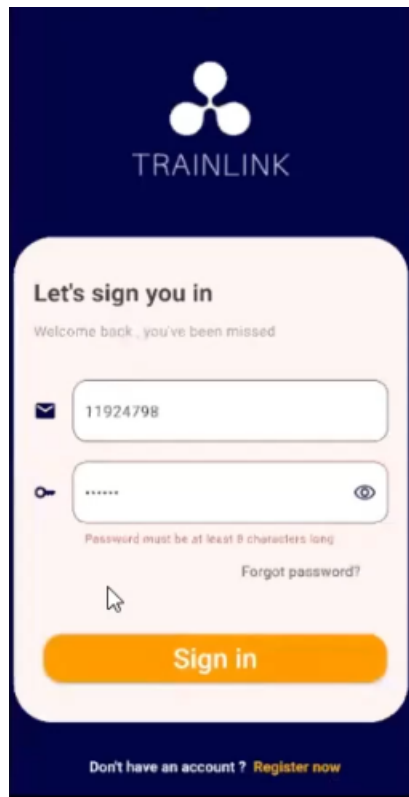 TRAINLINK
Let's sign you in
Welcome back , you've been missed
11924798
••••••
Password must be at least 8 characters long
Forgot password?
Sign in
Don't have an account ? Register now